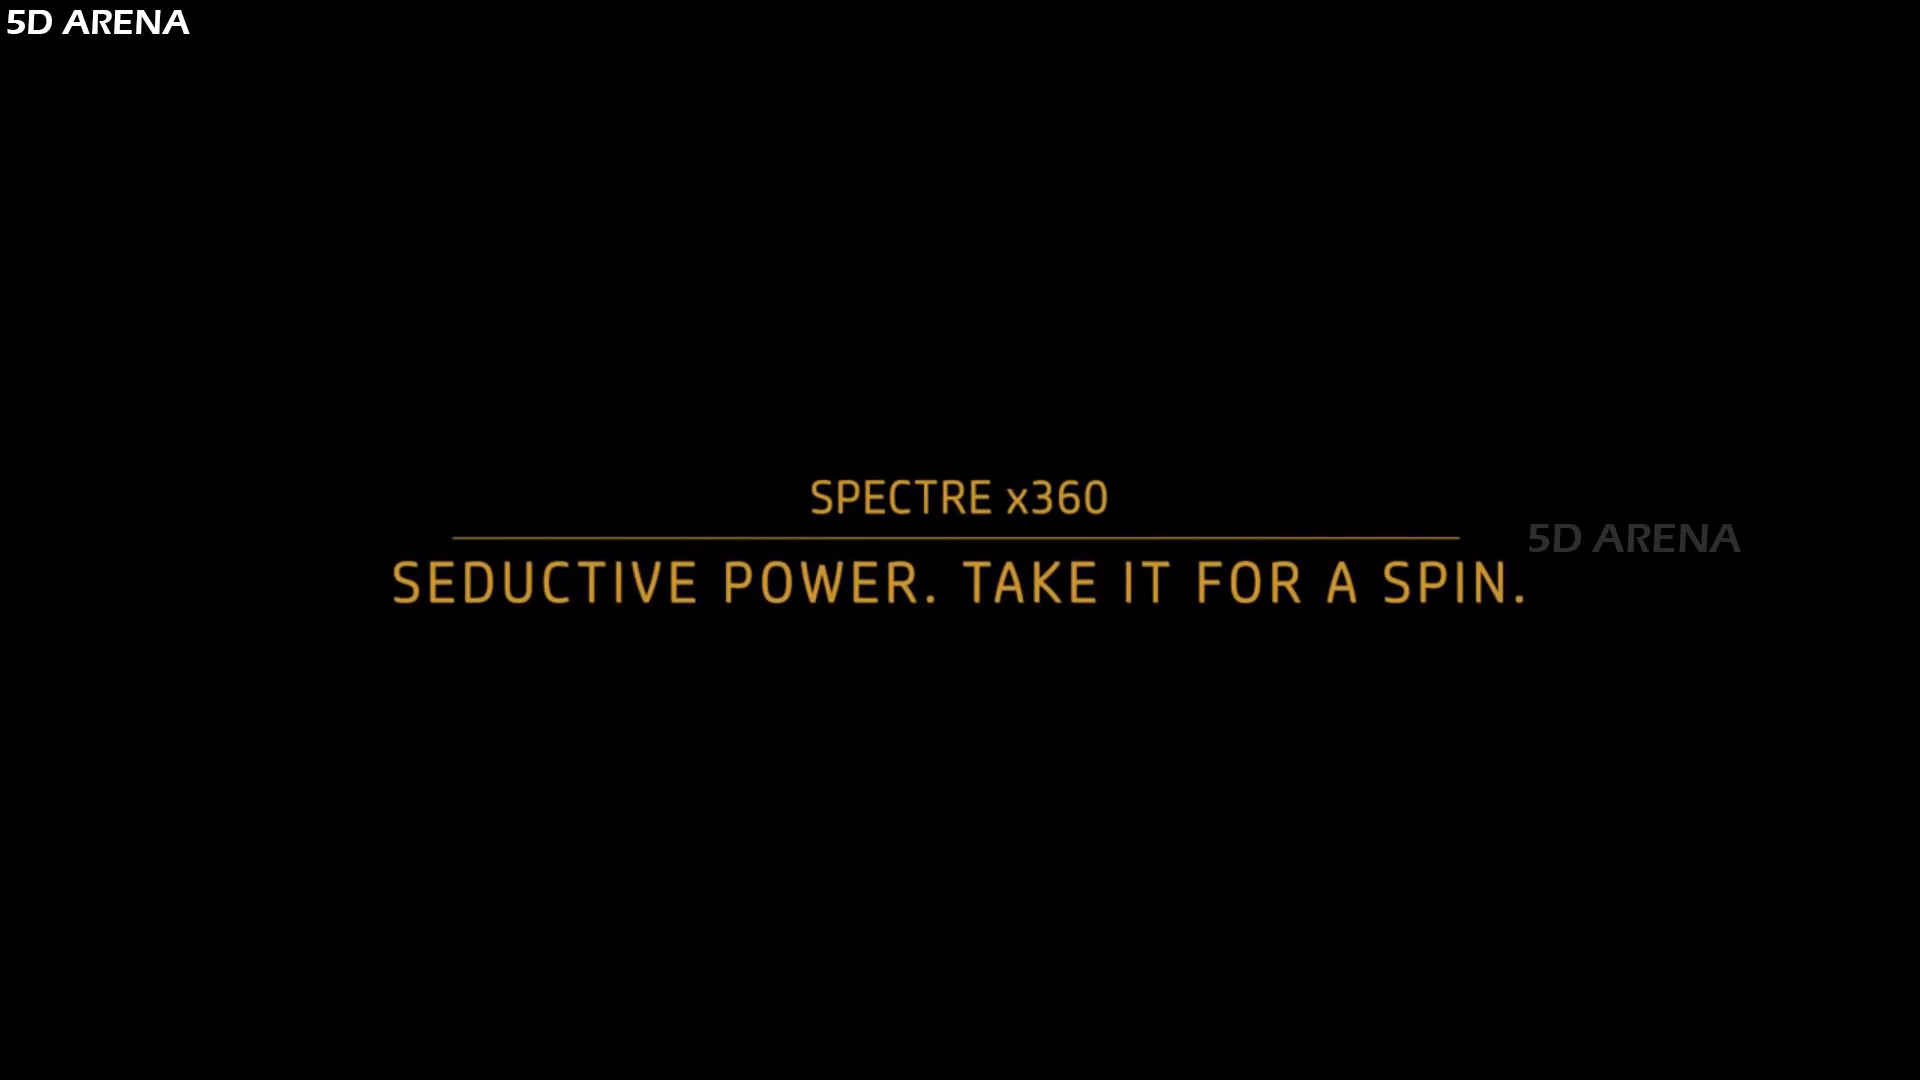 5D ARENA
SPECTRE x360
5D ARENA
SEDUCTIVE POWER. TAKE IT FOR A SPIN.